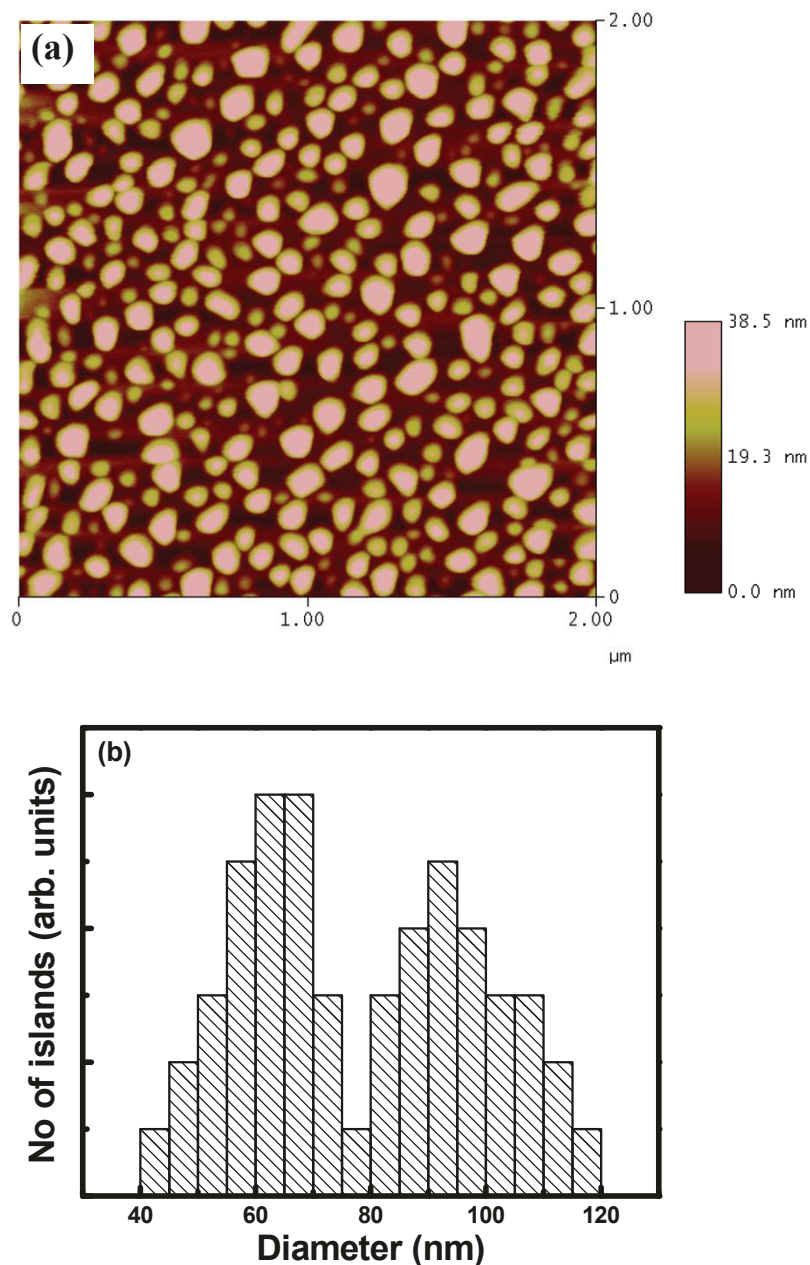 (a)
2.00
1.00
38.5 nm
19.3 nm
0.0 nm
0
0
1.00
2.00
µm
(b)
No of islands (arb. units)
40
60
80
100
120
Diameter (nm)